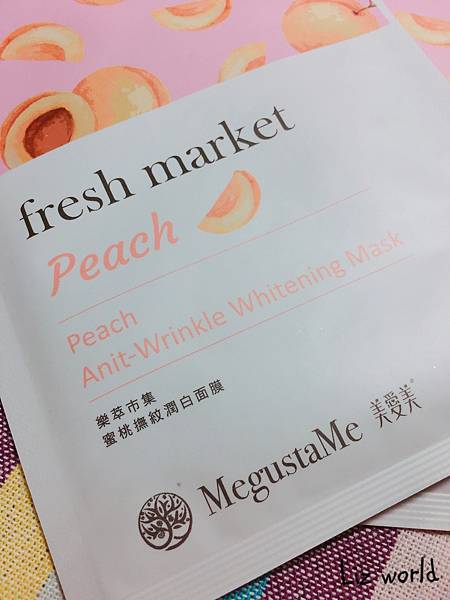 fresh market
Peach
Peach
Anit-Wrinkle Whitening Mask
樂萃市集
蜜桃撫紋潤白面膜
MegustaMe 美愛美®
Liz world